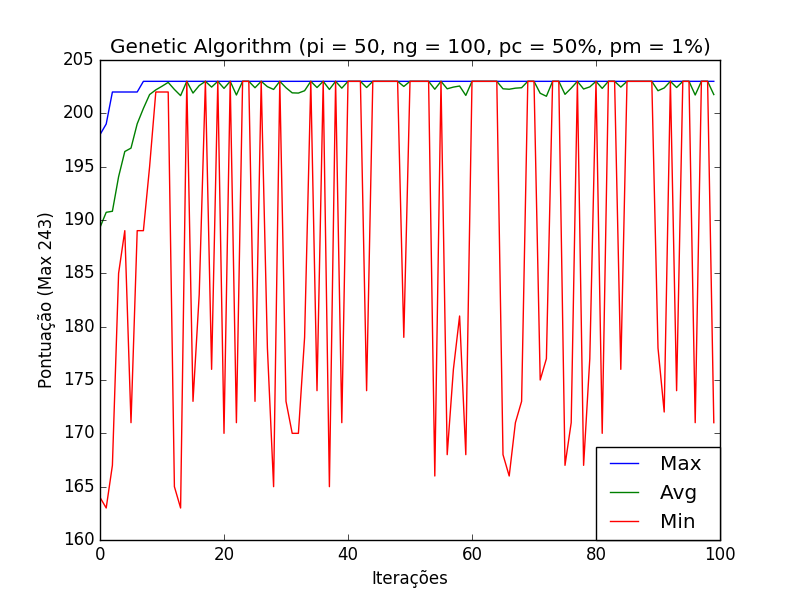 Genetic Algorithm (pi = 50, ng = 100, pc = 50%, pm = 1%)
205
200
195
190
185
180
175
170
165
160
Pontuação (Max 243)
Max
Avg
Min
0 20 40 60 80 100
Iterações